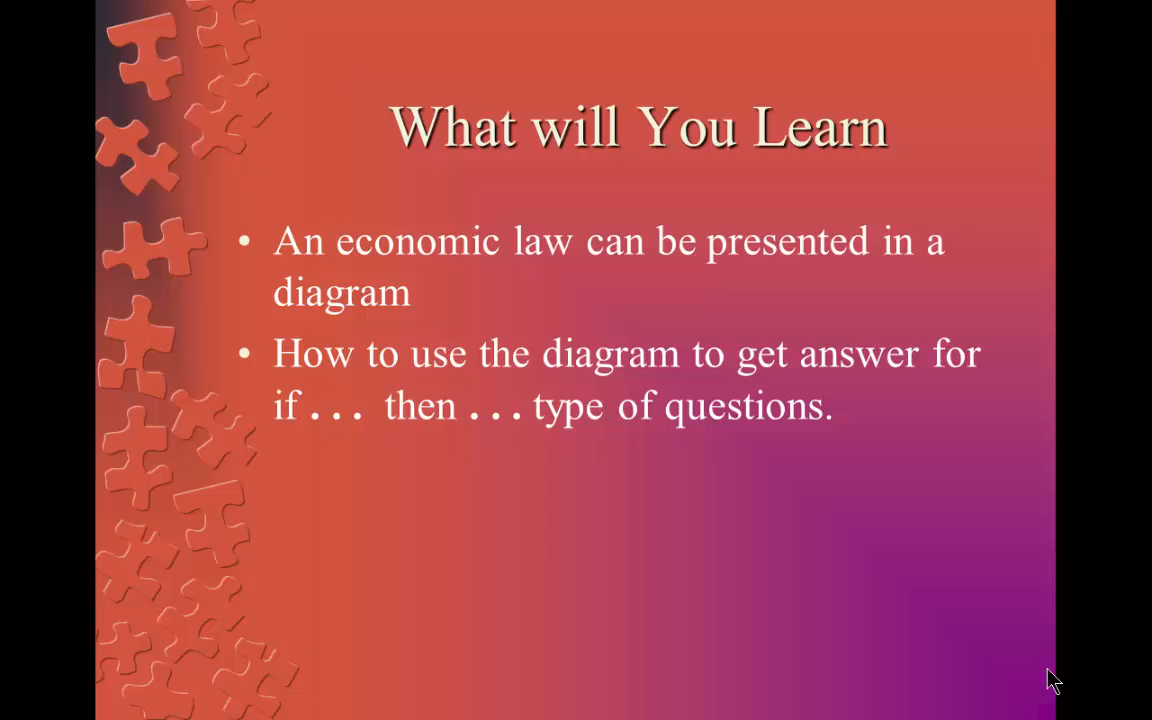 What will You Learn
• An economic law can be presented in a
diagram
• How to use the diagram to get answer for
if . . . then . . . type of questions.